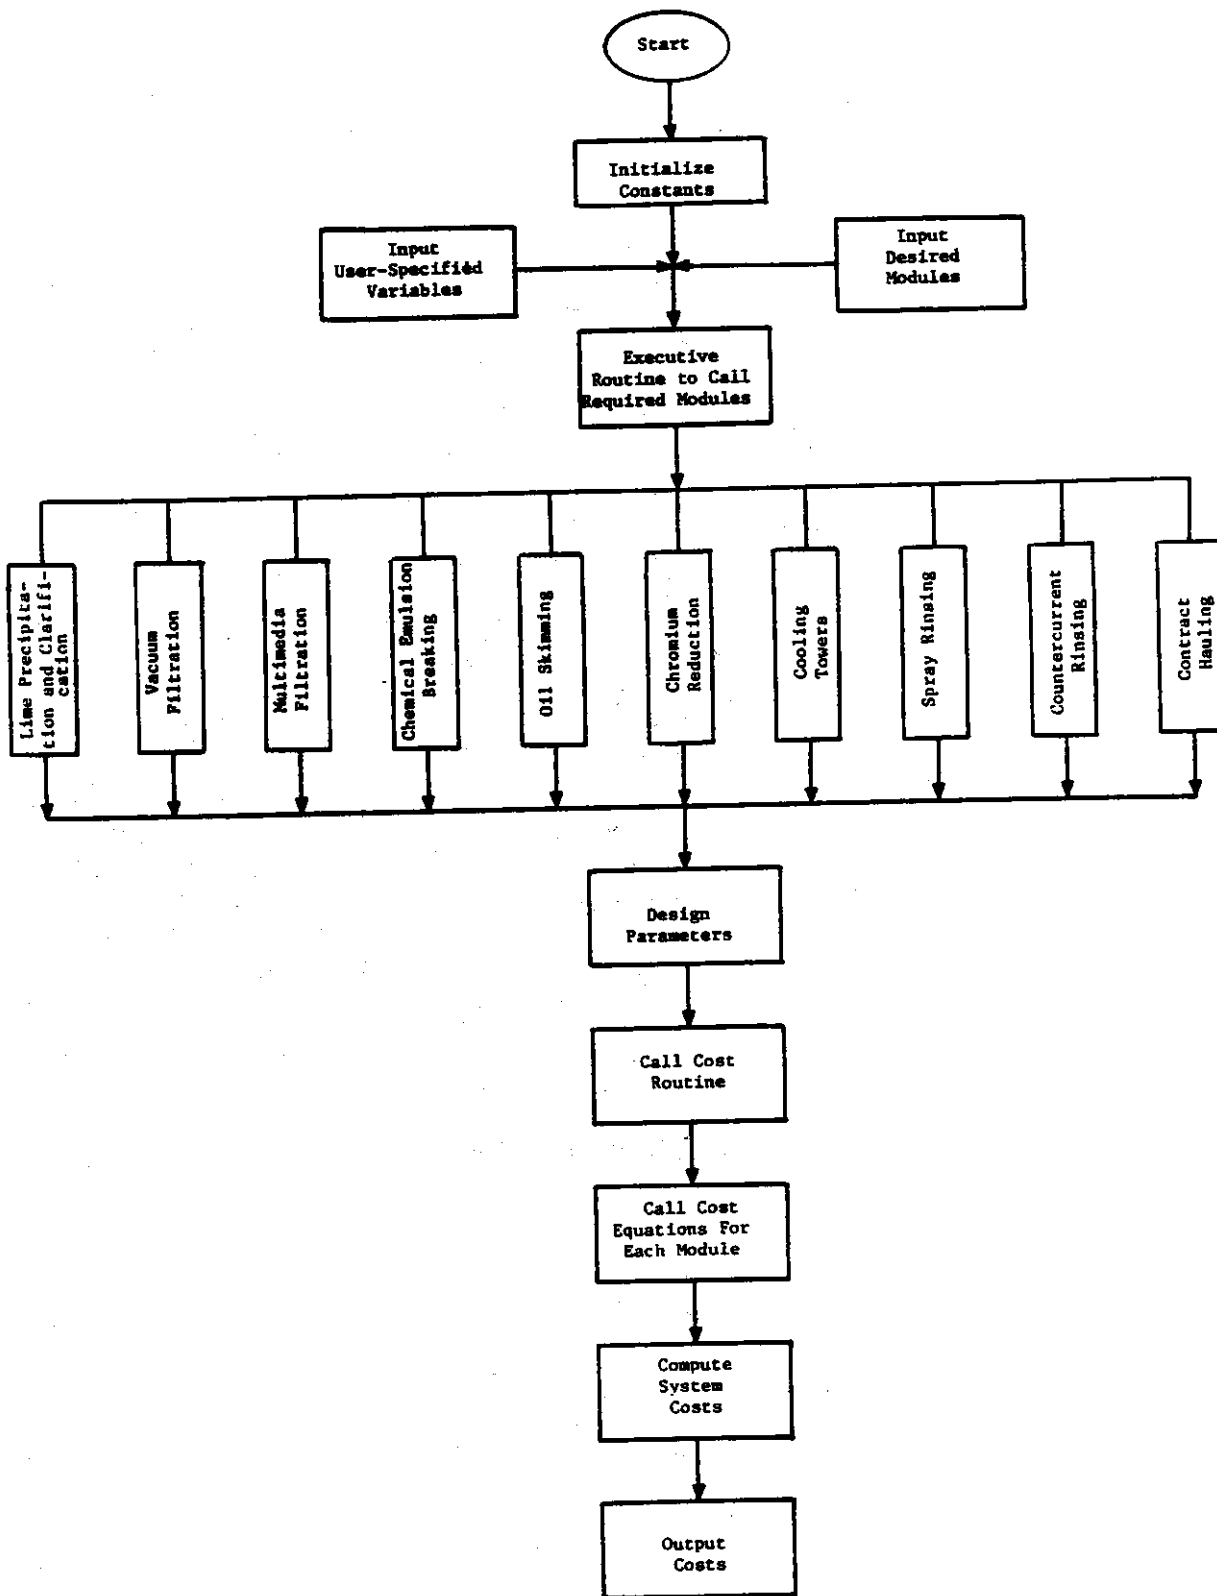 Start
Initialize
Constants
Input
User-Specified
Variables
Input
Desired
Modules
Executive
Routine to Call
Required Modules
Lime Precipita-
tion and Clarifi-
cation
Vacuum
Filtration
Multimedia
Filtration
Chemical Emulsion
Breaking
Oil Skimming
Chromium
Reduction
Cooling
Towers
Spray Rinsing
Countercurrent
Rinsing
Contract
Hauling
Design
Parameters
Call Cost
Routine
Call Cost
Equations For
Each Module
Compute
System
Costs
Output
Costs